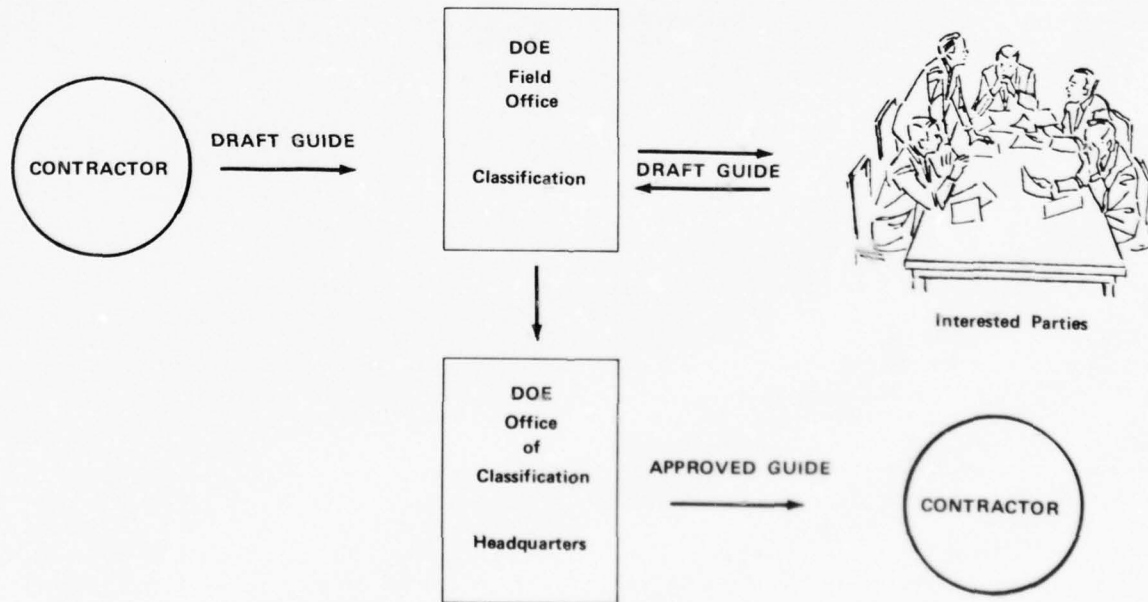 CONTRACTOR
DRAFT GUIDE
DOE
Field
Office
Classification
DRAFT GUIDE
Interested Parties
DOE
Office
of
Classification
Headquarters
APPROVED GUIDE
CONTRACTOR